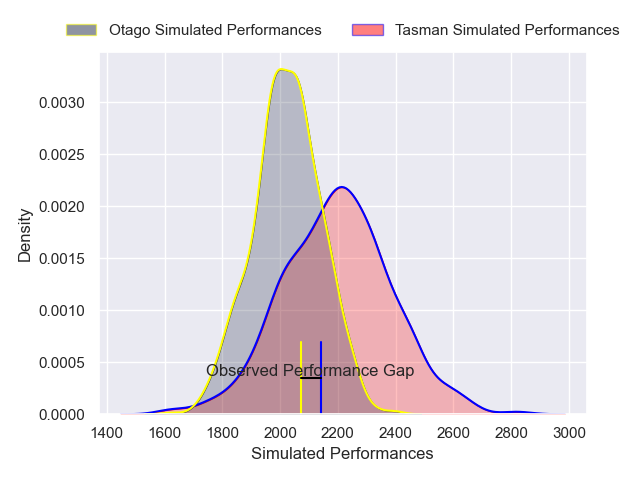 Otago Simulated Performances
Tasman Simulated Performances
Density
0.0030
0.0025
0.0020
0.0015
0.0010
0.0005
0.0000
Observed Performance Gap
1400 1600 1800 2000 2200 2400 2600 2800 3000
Simulated Performances